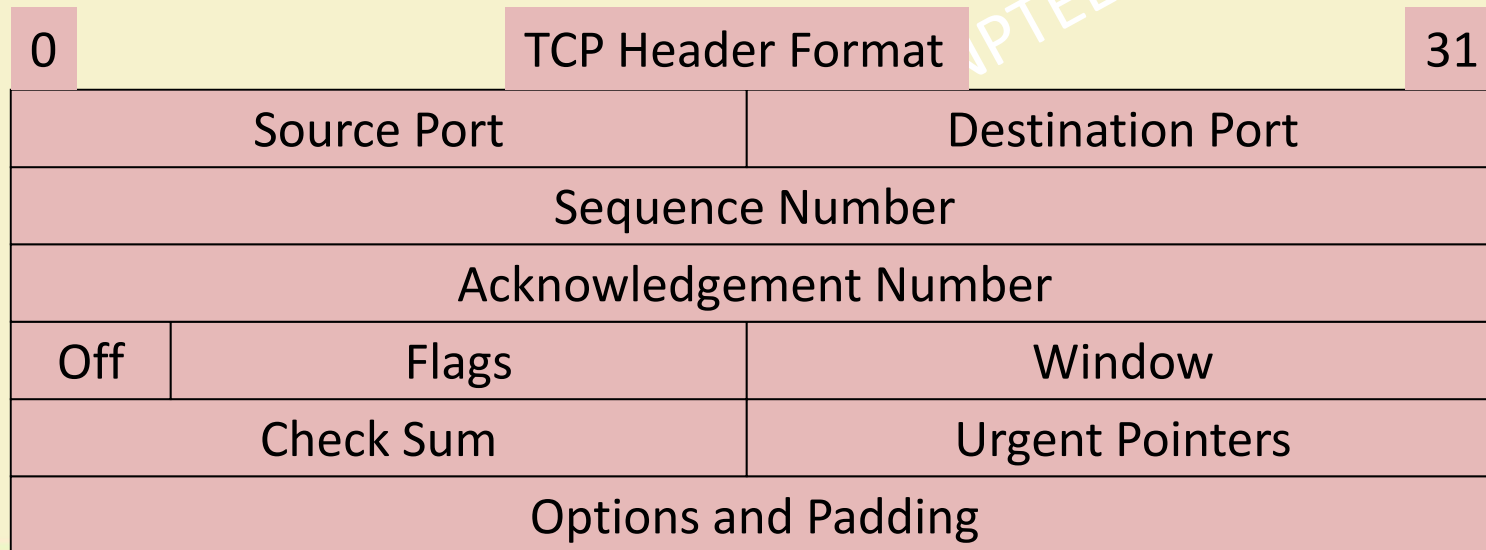 0 TCP Header Format 31
NPTEL
Source Port Destination Port
Sequence Number
Acknowledgement Number
Off Flags Window
Check Sum Urgent Pointers
Options and Padding